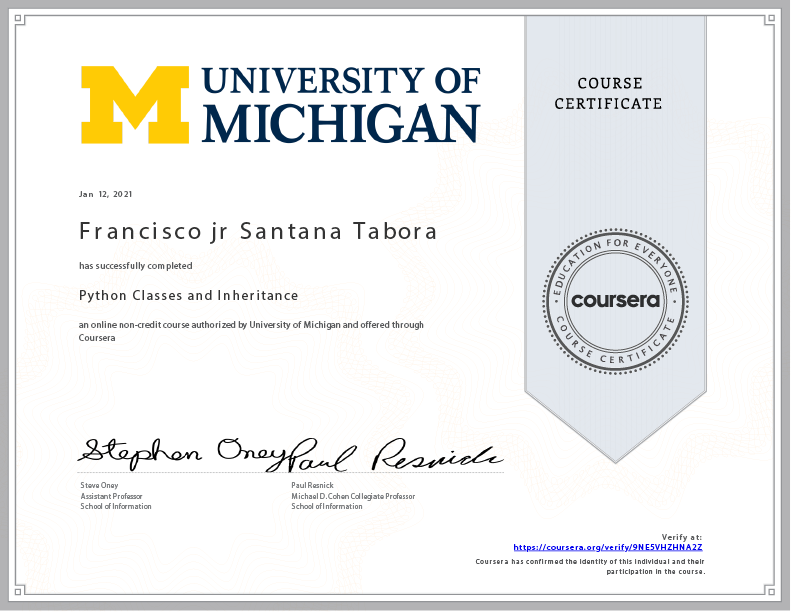 UNIVERSITY OF
MICHIGAN
COURSE
CERTIFICATE
Jan 12, 2021
Francisco jr Santana Tabora
has successfully completed
Python Classes and Inheritance
an online non-credit course authorized by University of Michigan and offered through
Coursera
EDUCATION FOR EVERYONE
coursera
COURSE CERTIFICATE
Stephen Oney
Paul Resnick
Steve Oney
Assistant Professor
School of Information
Paul Resnick
Michael D. Cohen Collegiate Professor
School of Information
Verify at:
https://coursera.org/verify/9NE5VHZHNA2Z
Coursera has confirmed the identity of this individual and their
participation in the course.